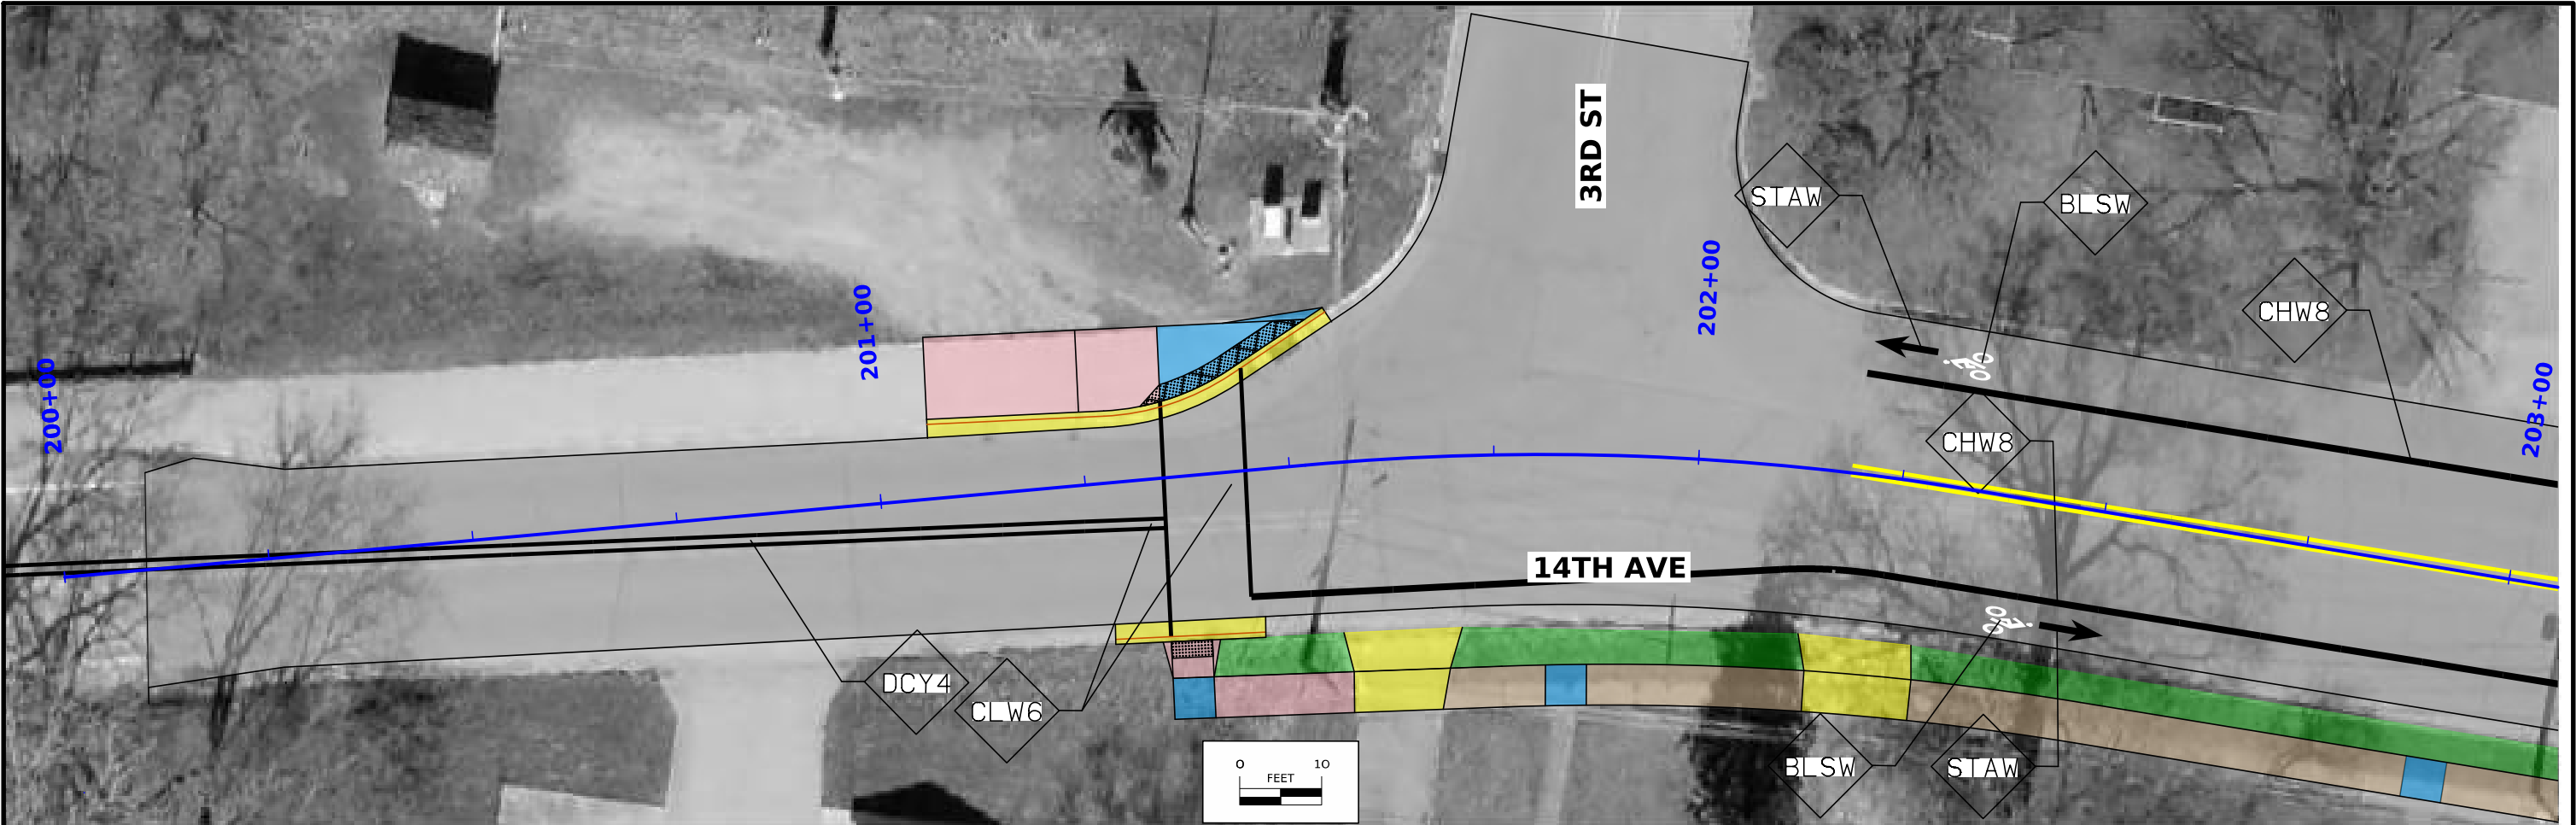 3RD ST
STAW
BLSW
CHW8
200+00
201+00
202+00
203+00
CHW8
14TH AVE
DCY4
CLW6
BLSW
STAW
0 10
FEET